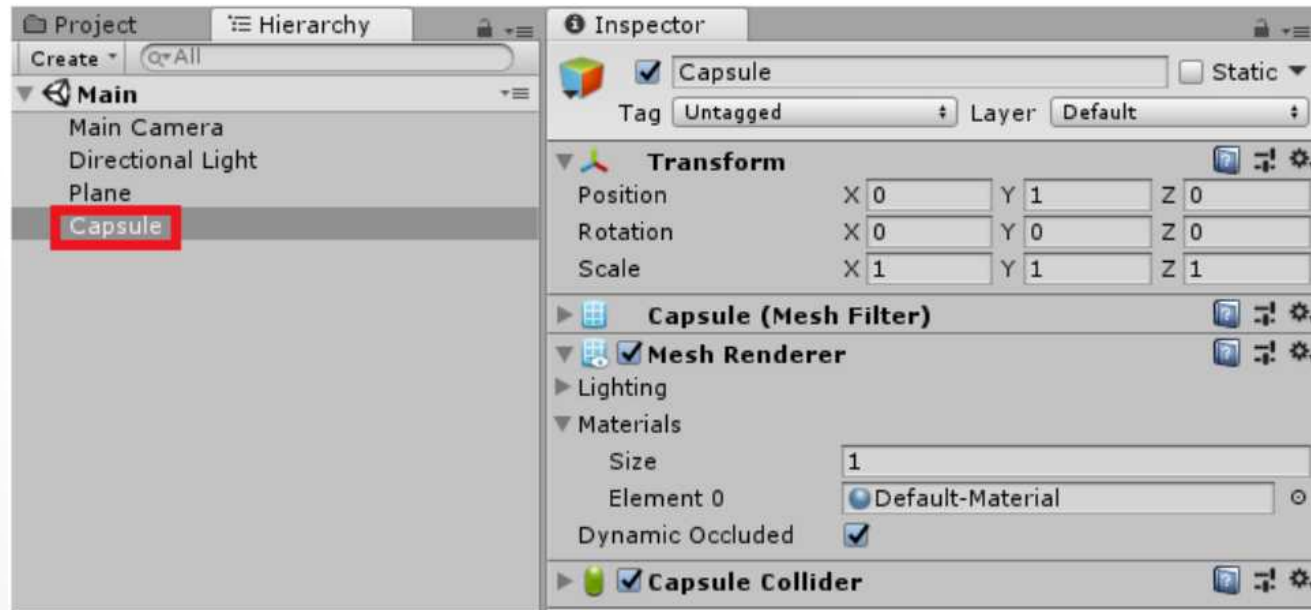 Project
Hierarchy
Create
All
Main
Main Camera
Directional Light
Plane
Capsule
Inspector
Capsule
Static
Tag Untagged Layer Default
Transform
Position X 0 Y 1 Z 0
Rotation X 0 Y 0 Z 0
Scale X 1 Y 1 Z 1
Capsule (Mesh Filter)
Mesh Renderer
Lighting
Materials
Size 1
Element 0 Default-Material
Dynamic Occluded
Capsule Collider